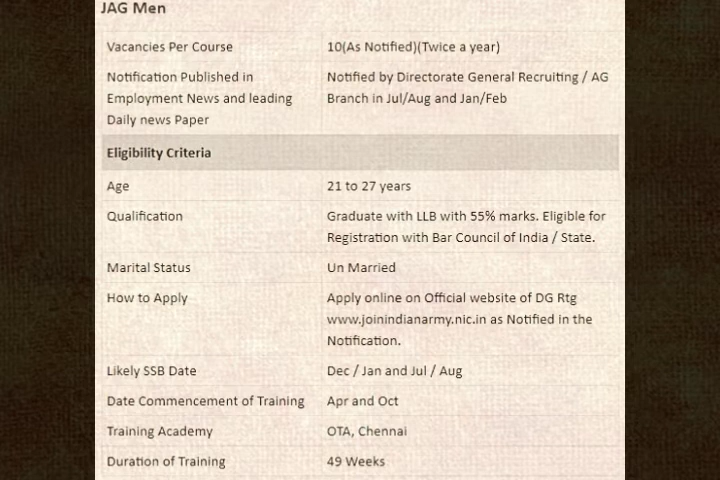 JAG Men
Vacancies Per Course 10(As Notified)(Twice a year)
Notification Published in Employment News and leading Daily news Paper
Notified by Directorate General Recruiting / AG Branch in Jul/Aug and Jan/Feb
Eligibility Criteria
Age 21 to 27 years
Qualification
Graduate with LLB with 55% marks. Eligible for
Registration with Bar Council of India / State.
Marital Status Un Married
How to Apply
Apply online on Official website of DG Rtg
www.joinindianarmy.nic.in as Notified in the
Notification.
Likely SSB Date Dec / Jan and Jul / Aug
Date Commencement of Training Apr and Oct
Training Academy OTA, Chennai
Duration of Training 49 Weeks